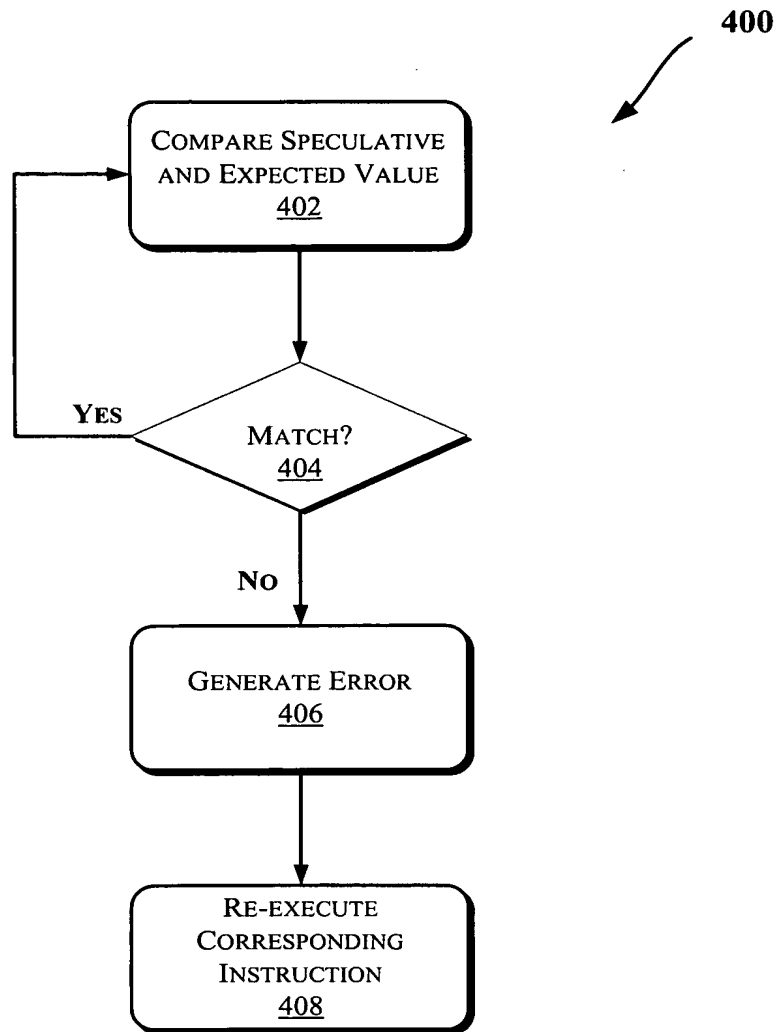 400
COMPARE SPECULATIVE
AND EXPECTED VALUE
402
YES
MATCH?
404
NO
GENERATE ERROR
406
RE-EXECUTE
CORRESPONDING
INSTRUCTION
408